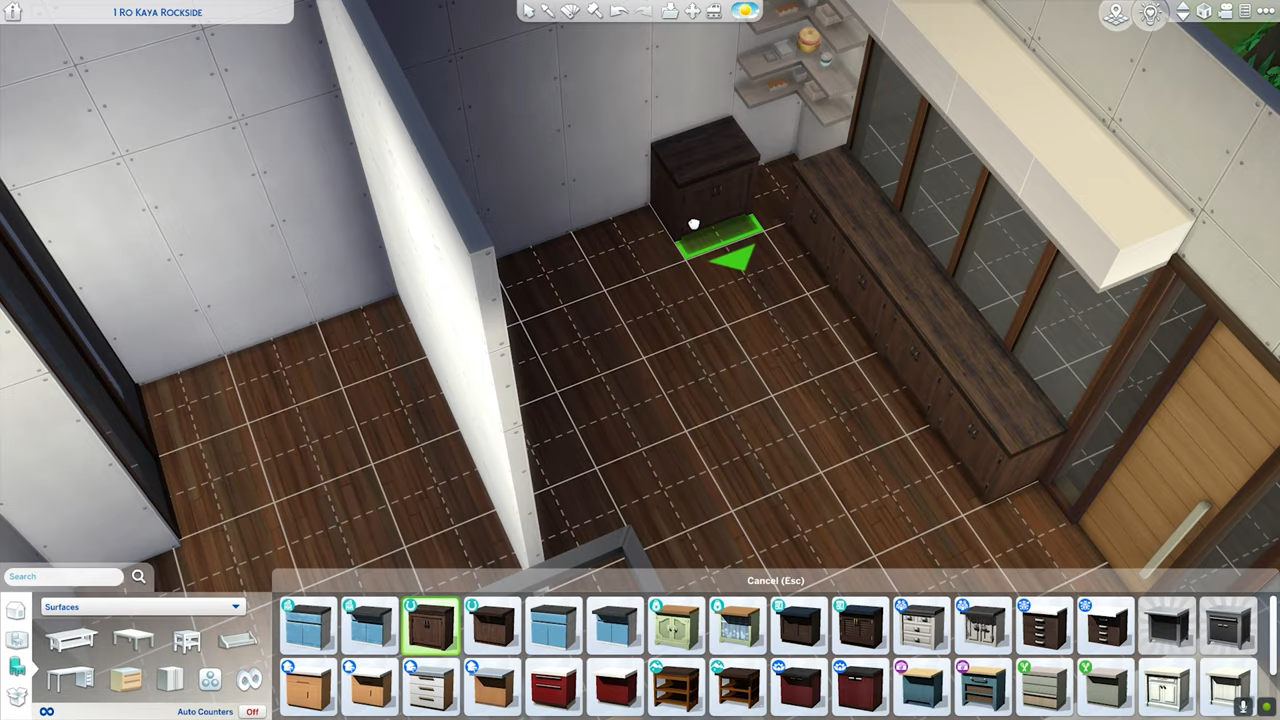 1 Ro Kaya Rockside
Cancel (Esc)
Search
Surfaces
Auto Counters Off